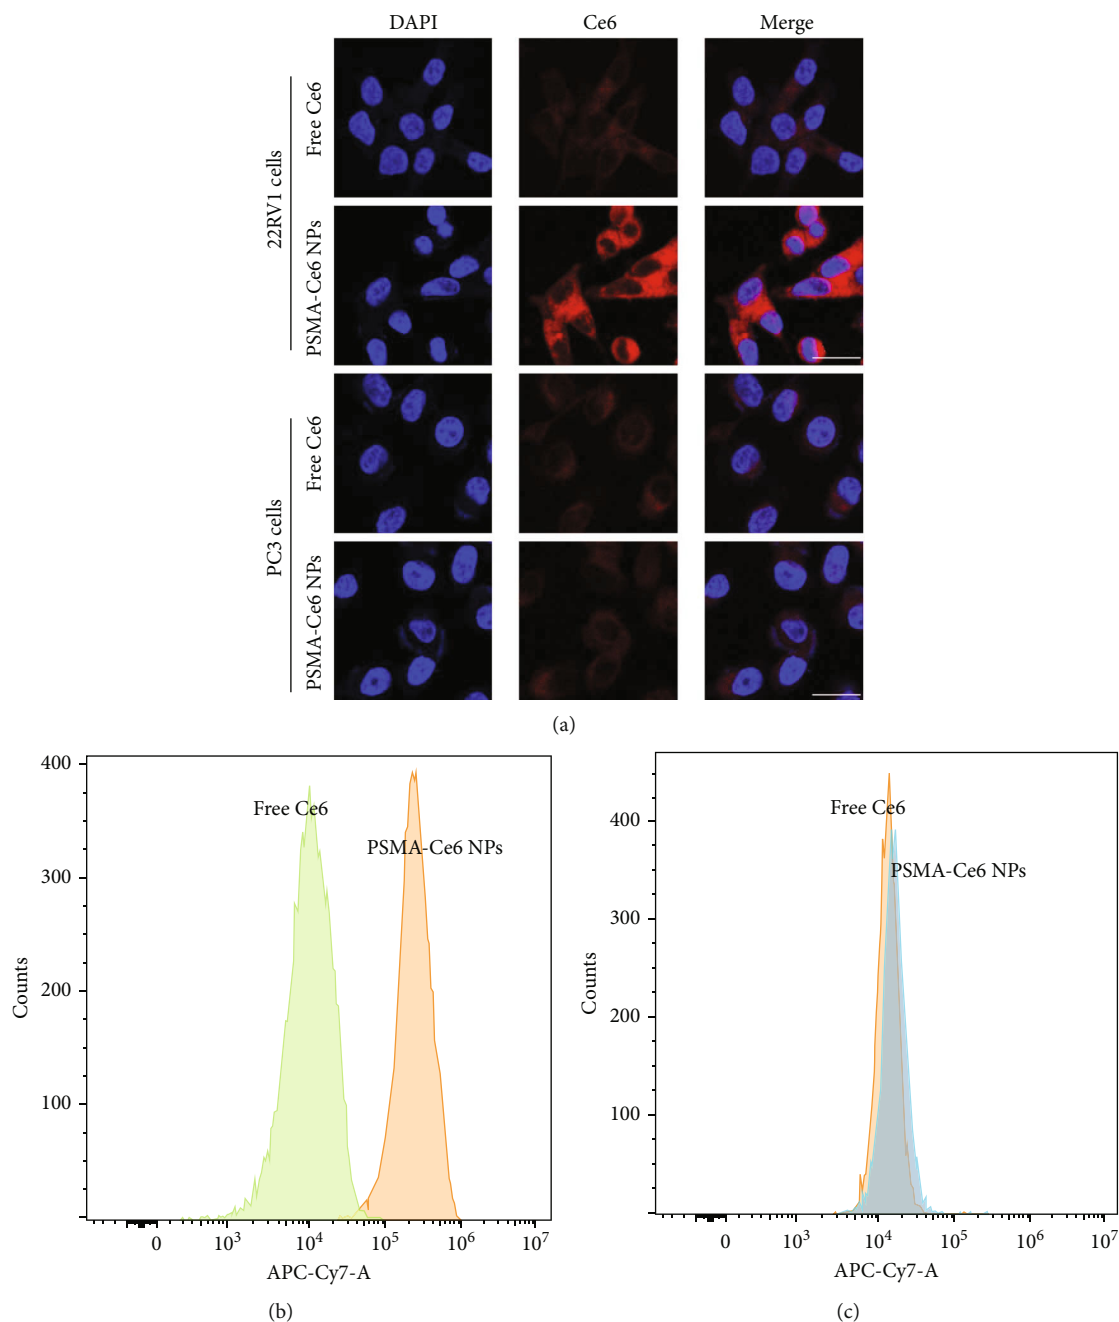 DAPI Ce6 Merge
22RV1 cells
Free Ce6
PSMA-Ce6 NPs
PC3 cells
Free Ce6
PSMA-Ce6 NPs
(a)
400
300
200
100
Counts
Free Ce6
PSMA-Ce6 NPs
0 10³ 10⁴ 10⁵ 10⁶ 10⁷
APC-Cy7-A
(b)
400
300
200
100
Counts
Free Ce6
PSMA-Ce6 NPs
0 10³ 10⁴ 10⁵ 10⁶ 10⁷
APC-Cy7-A
(c)